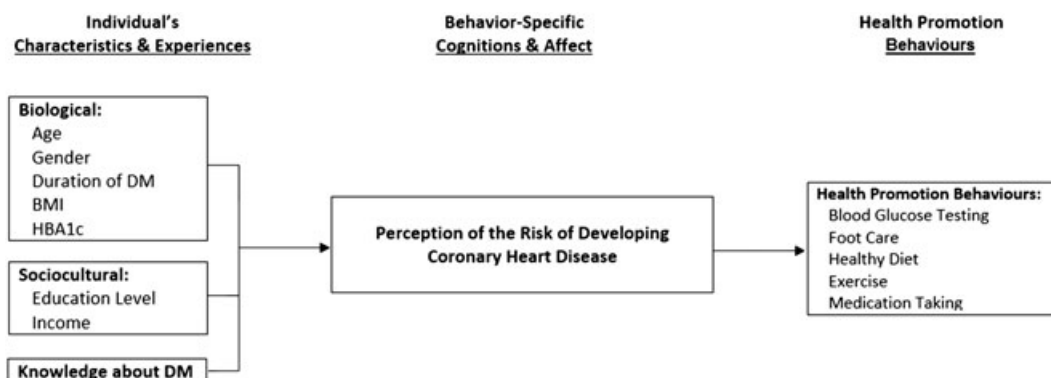 Individual's
Characteristics & Experiences
Behavior-Specific
Cognitions & Affect
Health Promotion
Behaviours
Biological:
Age
Gender
Duration of DM
BMI
HBA1c
Sociocultural:
Education Level
Income
Knowledge about DM
Perception of the Risk of Developing
Coronary Heart Disease
Health Promotion Behaviours:
Blood Glucose Testing
Foot Care
Healthy Diet
Exercise
Medication Taking